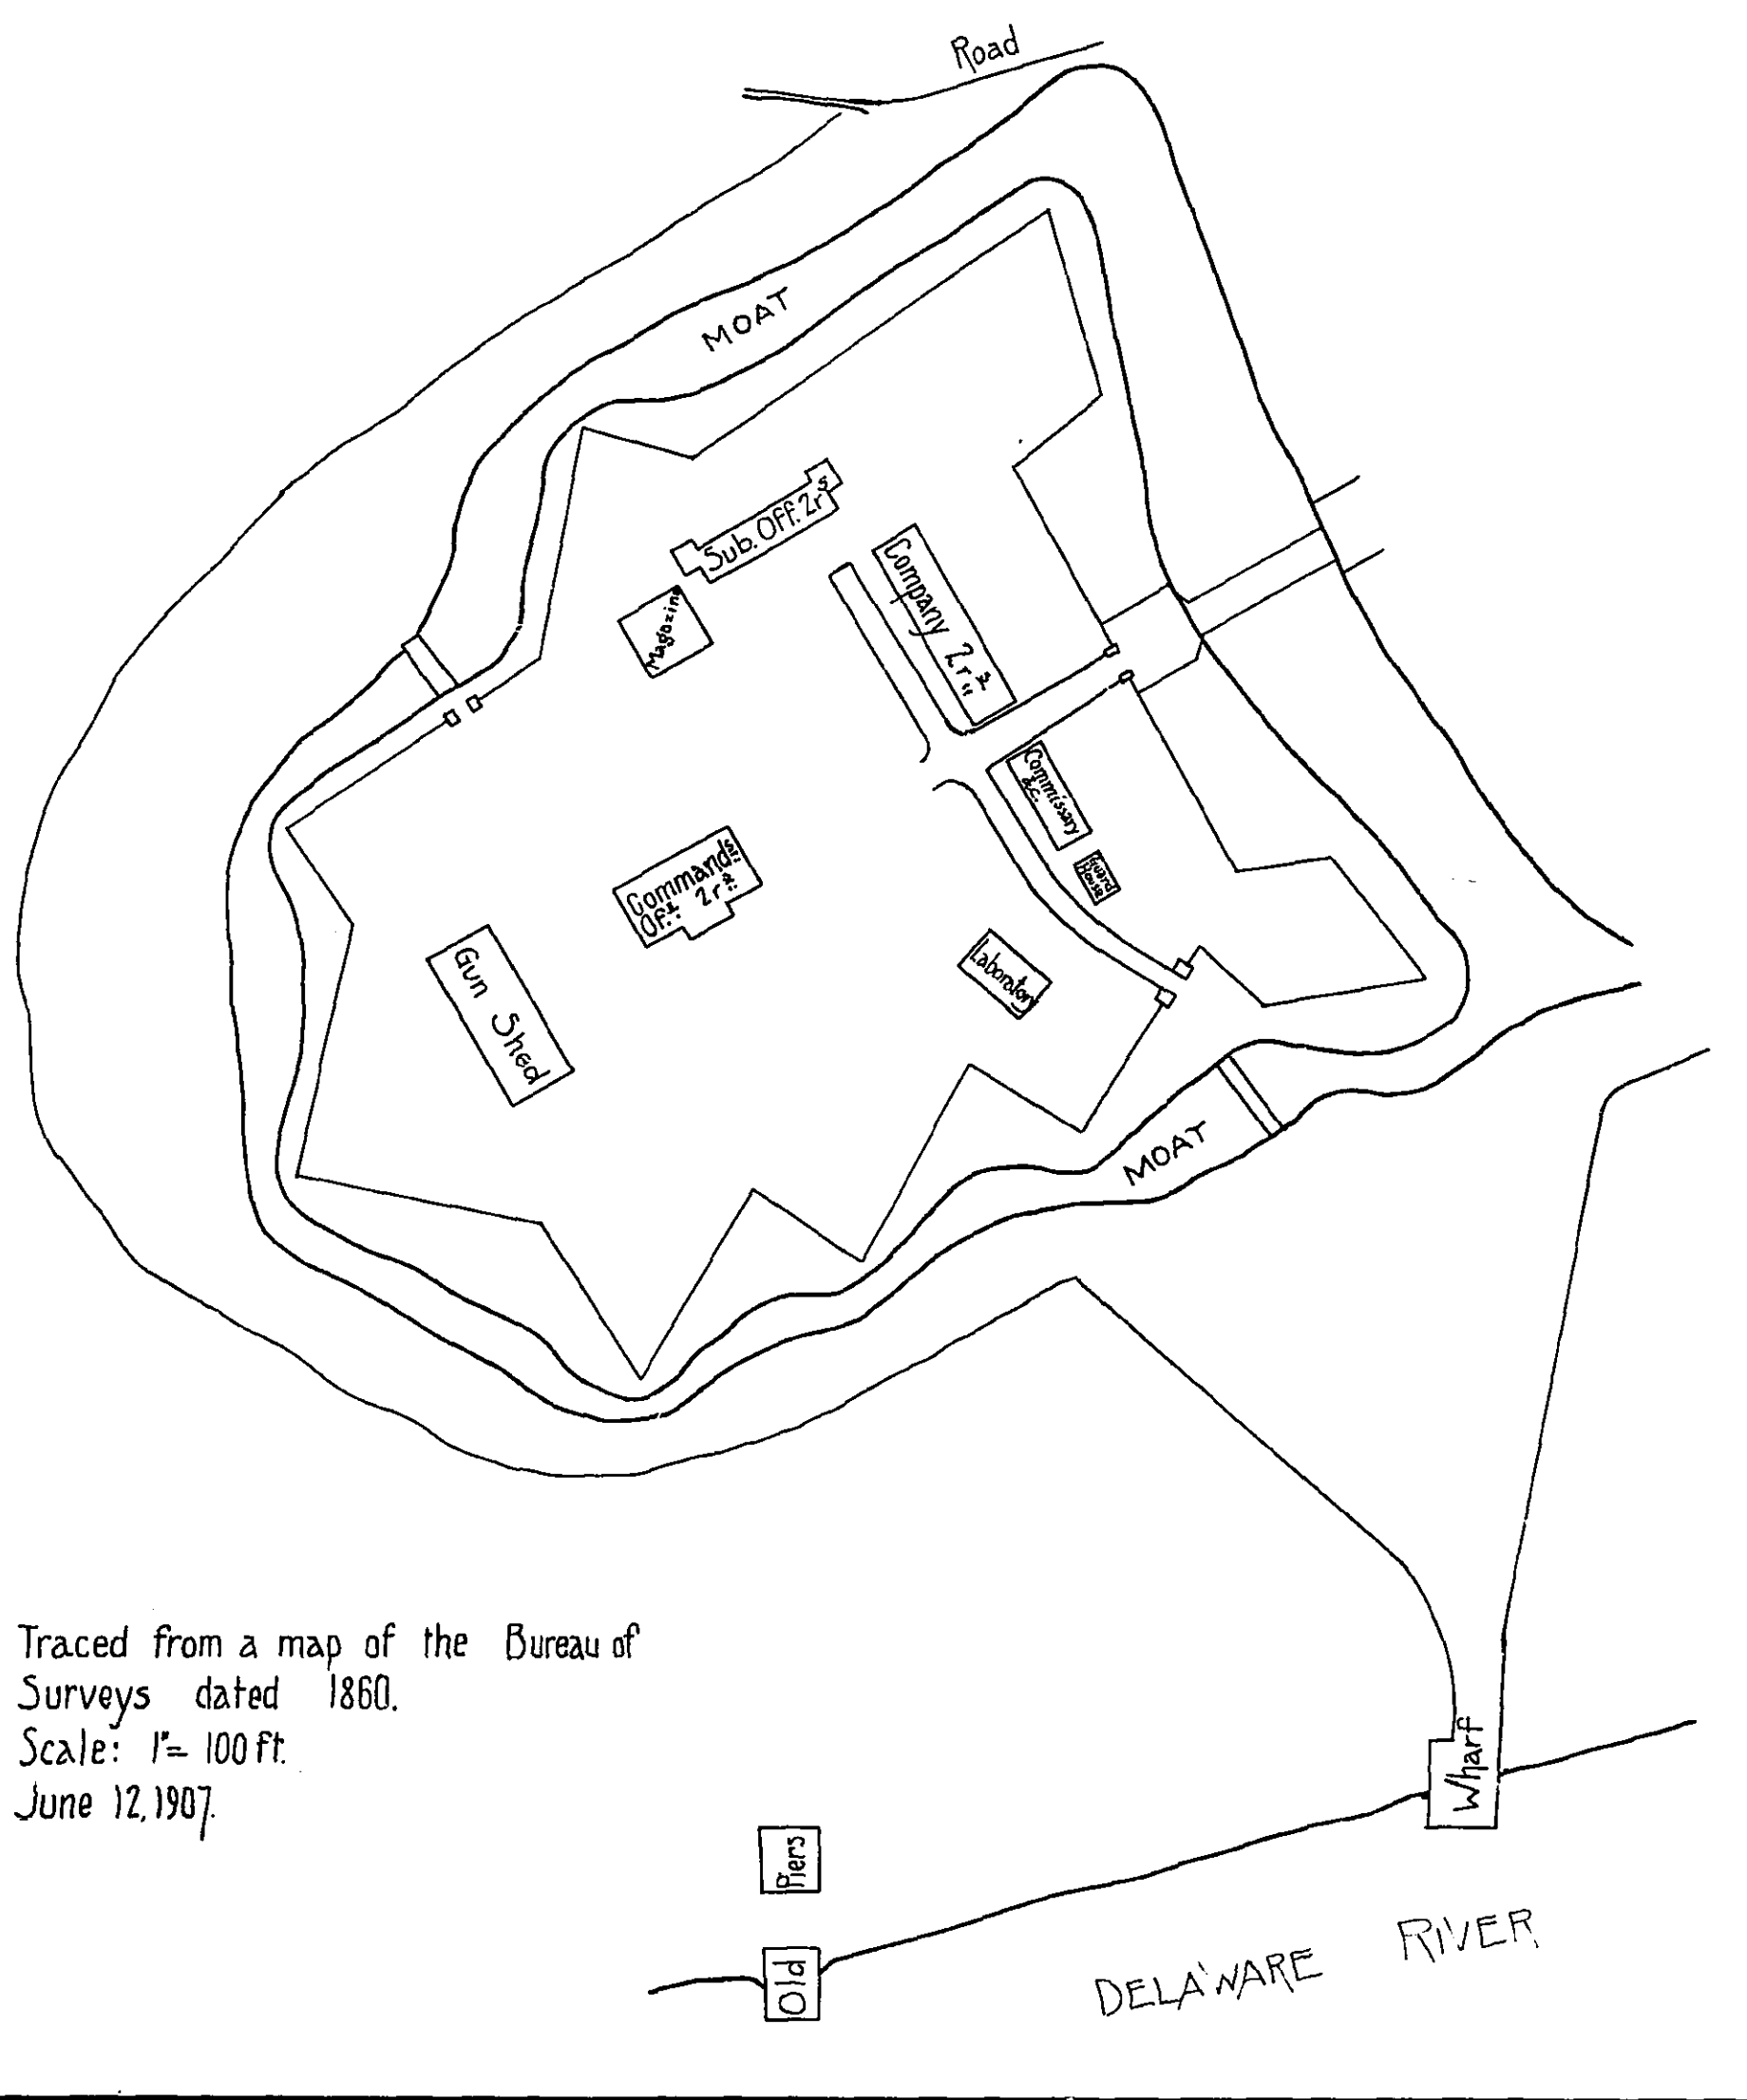 Road
MOAT
Sub. Off. 2rs
Magazine
Company 2rs
Commissary
&c.
Guard
House
Commandg
Ofs. 2rs
Laboratory
Gun Shed
MOAT
Traced from a map of the Bureau of
Surveys dated 1860.
Scale: 1"= 100 ft.
June 12, 1907.
Wharf
Old Piers
DELAWARE RIVER